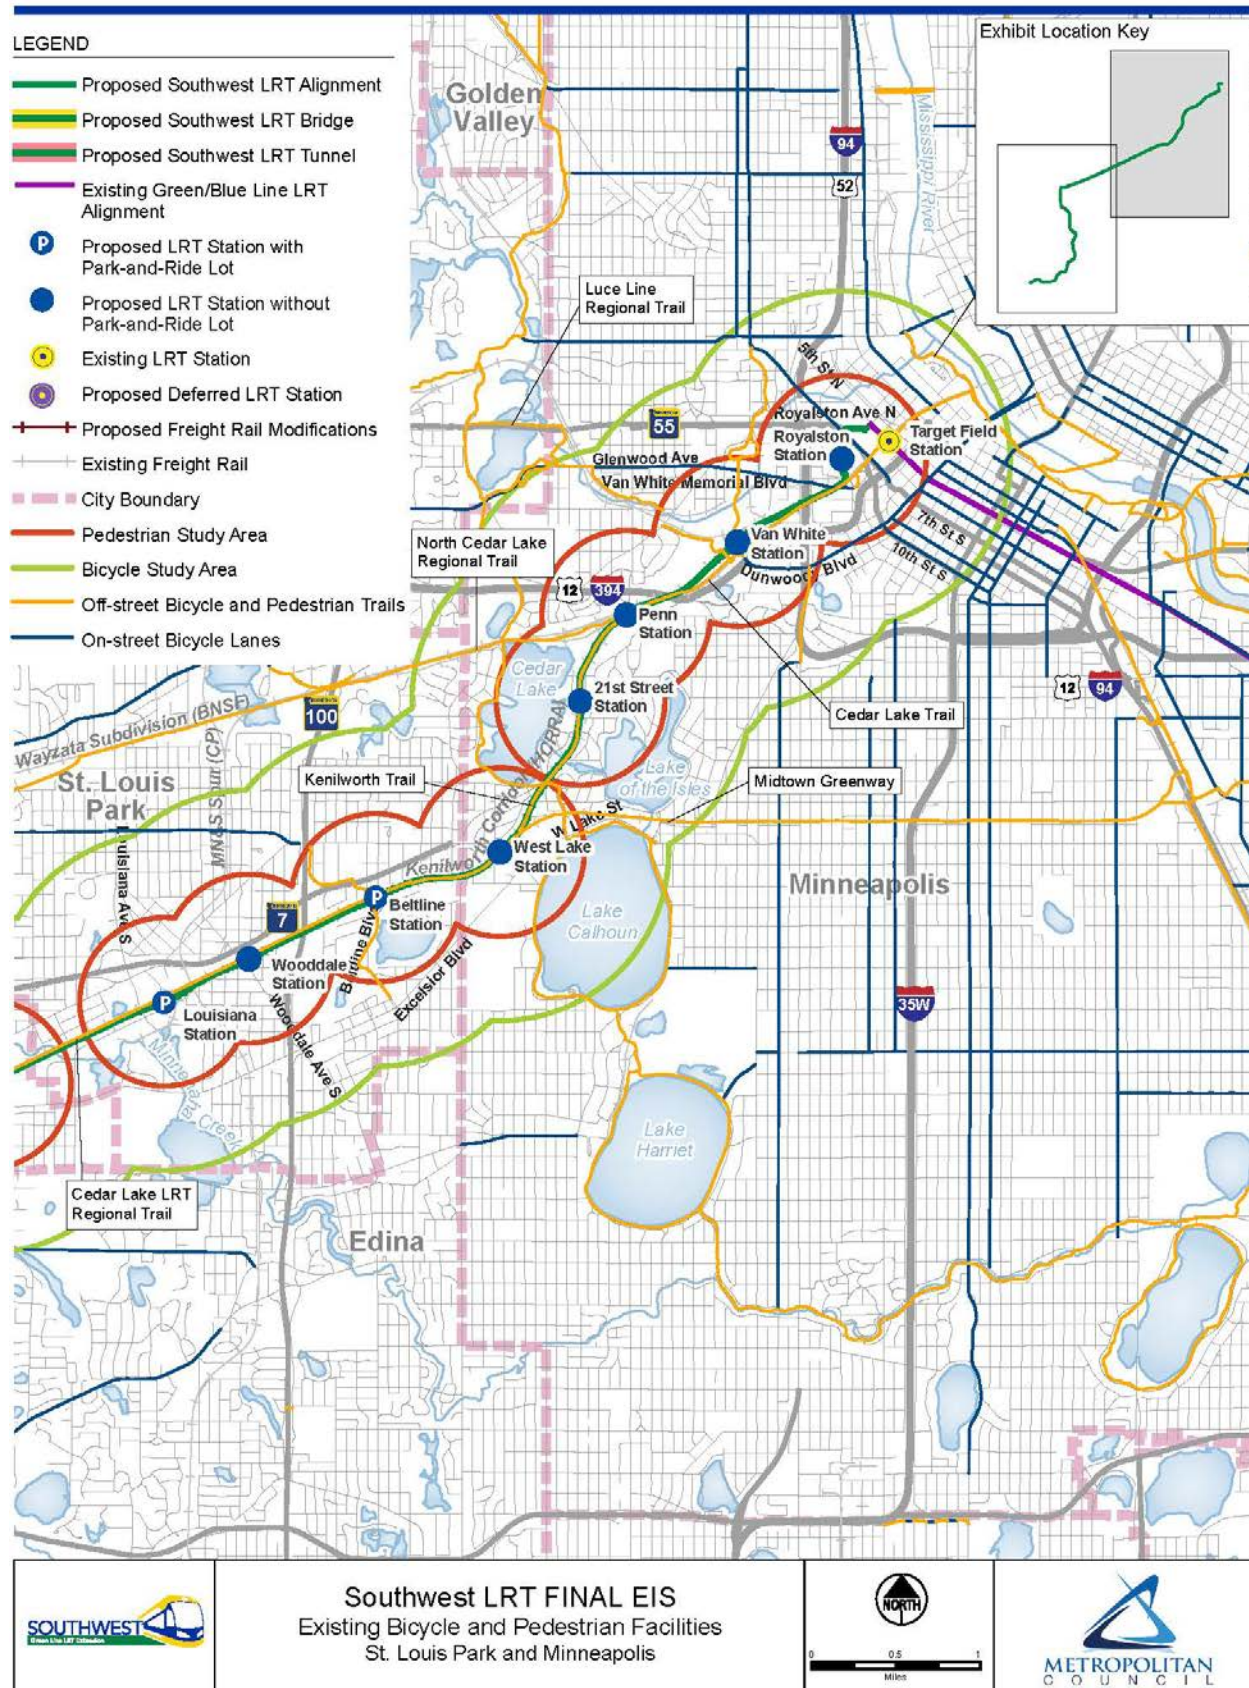 LEGEND
Proposed Southwest LRT Alignment
Proposed Southwest LRT Bridge
Proposed Southwest LRT Tunnel
Existing Green/Blue Line LRT
Alignment
Proposed LRT Station with
Park-and-Ride Lot
P
Proposed LRT Station without
Park-and-Ride Lot
Existing LRT Station
Proposed Deferred LRT Station
Proposed Freight Rail Modifications
Existing Freight Rail
City Boundary
Pedestrian Study Area
Bicycle Study Area
Off-street Bicycle and Pedestrian Trails
On-street Bicycle Lanes
Exhibit Location Key
Golden
Valley
94
52
Mississippi River
Luce Line
Regional Trail
5th St N
55
Royalston Ave N
Royalston
Station
Target Field
Station
Glenwood Ave
Van White Memorial Blvd
7th St S
10th St S
North Cedar Lake
Regional Trail
Van White
Station
Dunwoody Blvd
12
394
Penn
Station
Cedar
Lake
21st Street
Station
12
94
Cedar Lake Trail
100
Wayzata Subdivision (BNSF)
MN&S Spur (CP)
St. Louis
Park
Kenilworth Trail
Lake
of the Isles
Midtown Greenway
W Lake St
West Lake
Station
Minneapolis
Louisiana Ave S
P
Beltline
Station
7
Lake
Calhoun
Wooddale
Station
Beltline Blvd
Excelsior Blvd
P
Louisiana
Station
Wooddale Ave S
35W
Minnehaha Creek
Lake
Harriet
Cedar Lake LRT
Regional Trail
Edina
SOUTHWEST
Green Line LRT Extension
Southwest LRT FINAL EIS
Existing Bicycle and Pedestrian Facilities
St. Louis Park and Minneapolis
NORTH
0 0.5 1
Miles
METROPOLITAN
COUNCIL